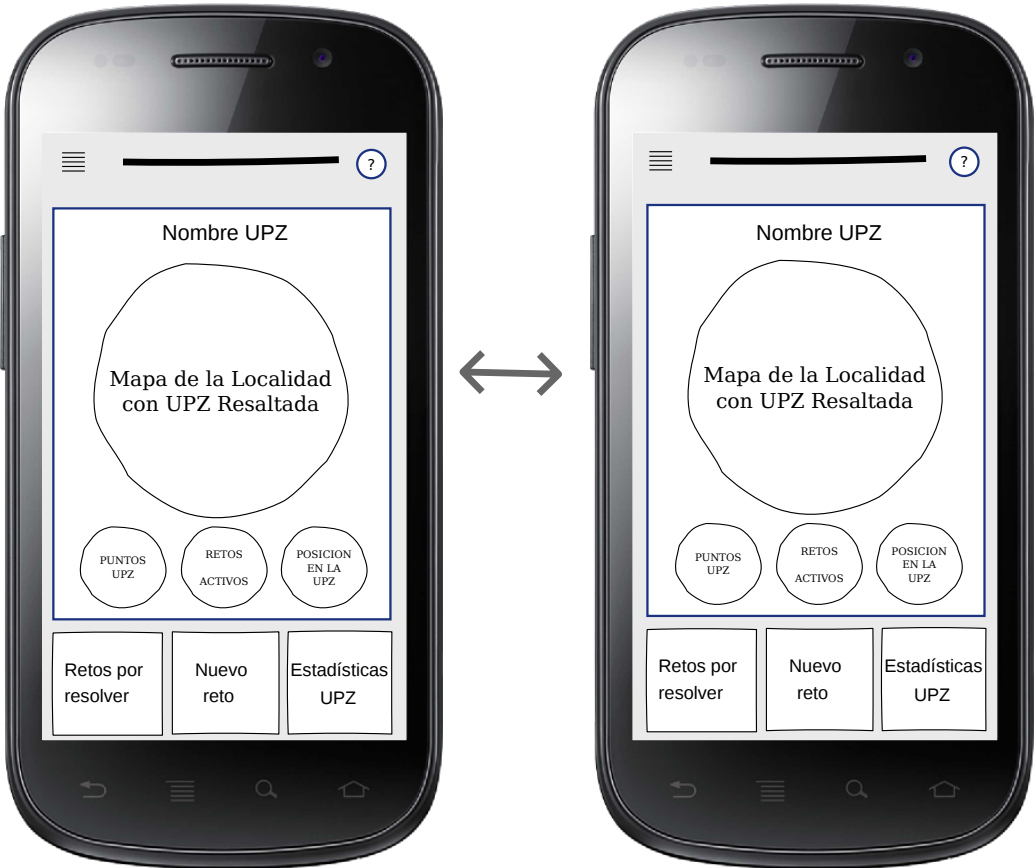 ?
Nombre UPZ
Mapa de la Localidad
con UPZ Resaltada
PUNTOS
UPZ
RETOS
ACTIVOS
POSICION
EN LA
UPZ
Retos por
resolver
Nuevo
reto
Estadísticas
UPZ
?
Nombre UPZ
Mapa de la Localidad
con UPZ Resaltada
PUNTOS
UPZ
RETOS
ACTIVOS
POSICION
EN LA
UPZ
Retos por
resolver
Nuevo
reto
Estadísticas
UPZ